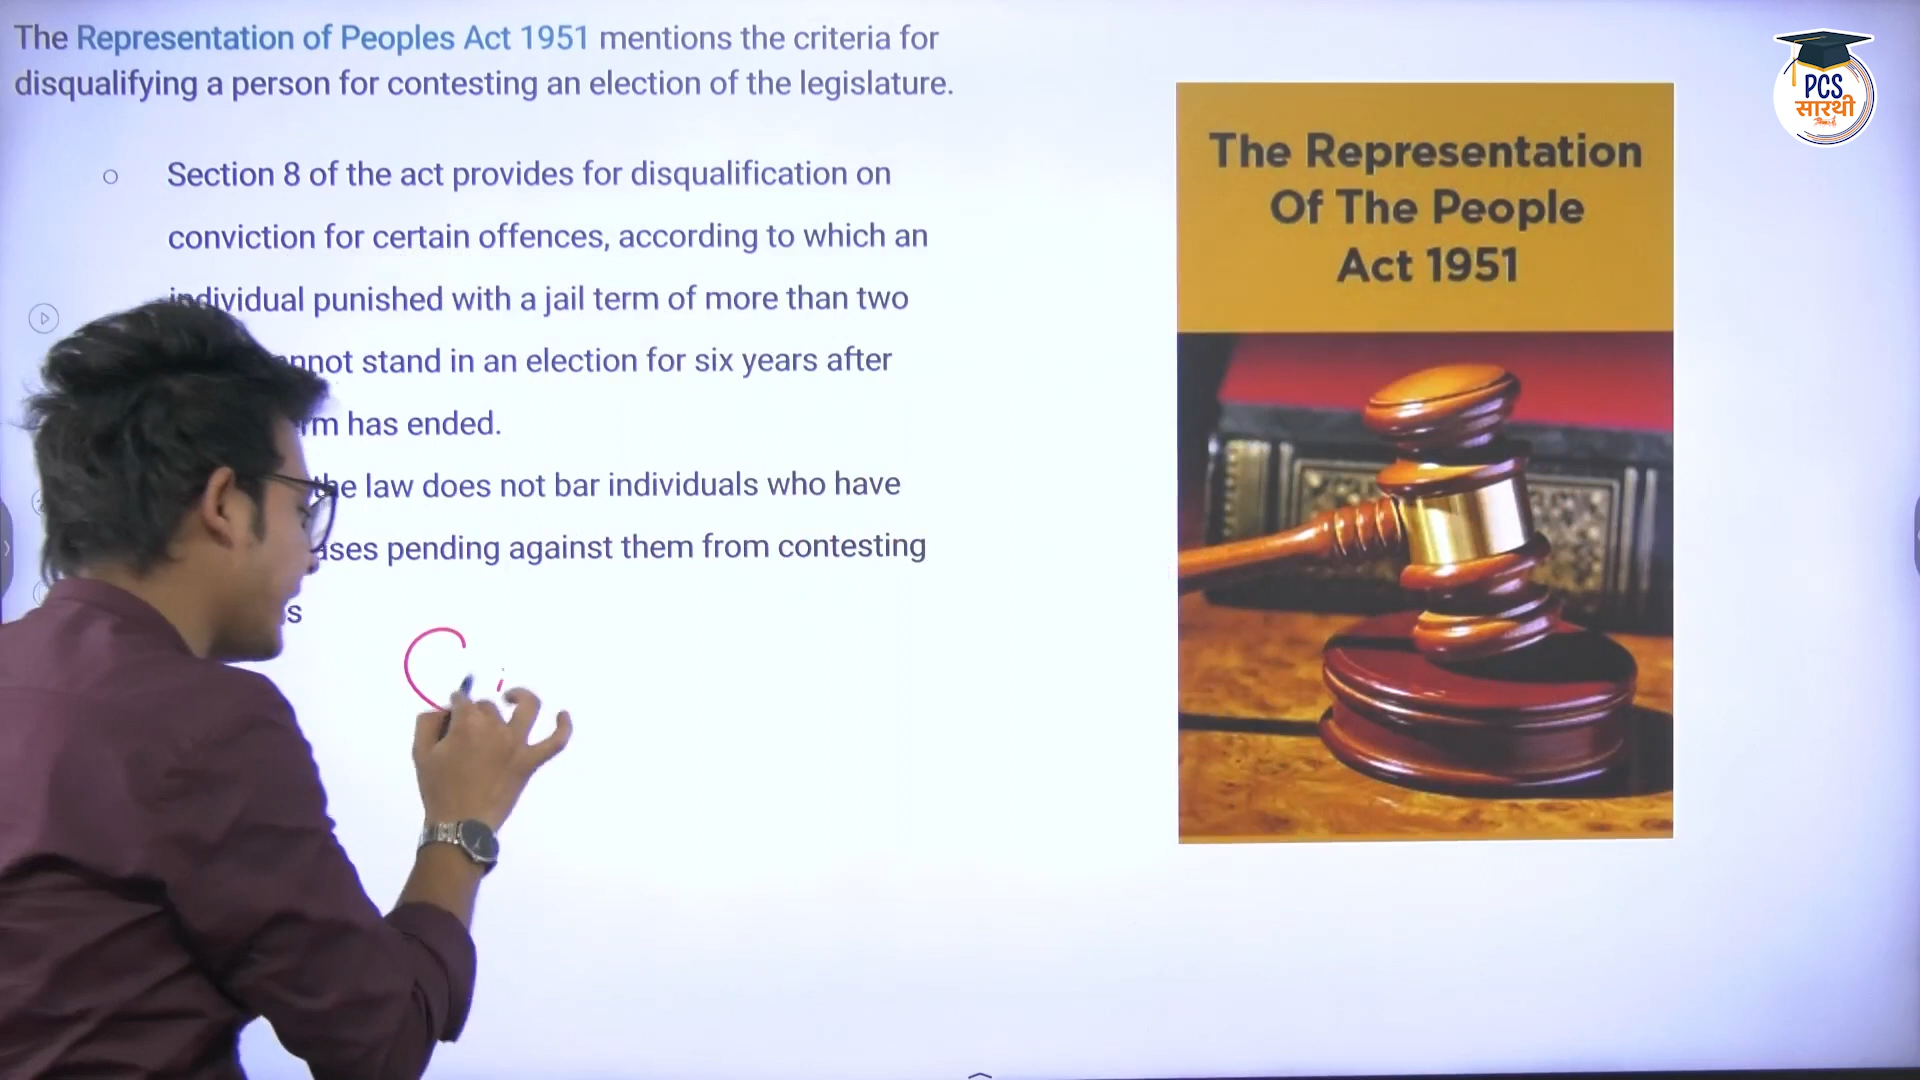 The Representation of Peoples Act 1951 mentions the criteria for
disqualifying a person for contesting an election of the legislature.
Section 8 of the act provides for disqualification on
conviction for certain offences, according to which an
individual punished with a jail term of more than two
stand in an election for six years after
has ended.
the law does not bar individuals who have
pending against them from contesting
The Representation
Of The People
Act 1951
PCS
सारथी